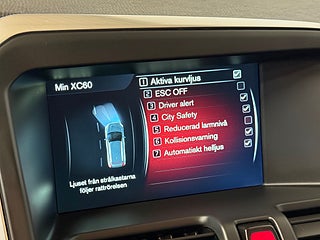 Min XC60
1 Aktiva kurvljus
2 ESC OFF
3 Driver alert
4 City Safety
5 Reducerad larmnivå
6 Kollisionsvarning
7 Automatiskt helljus
Ljuset från strålkastarna
följer rattrörelsen